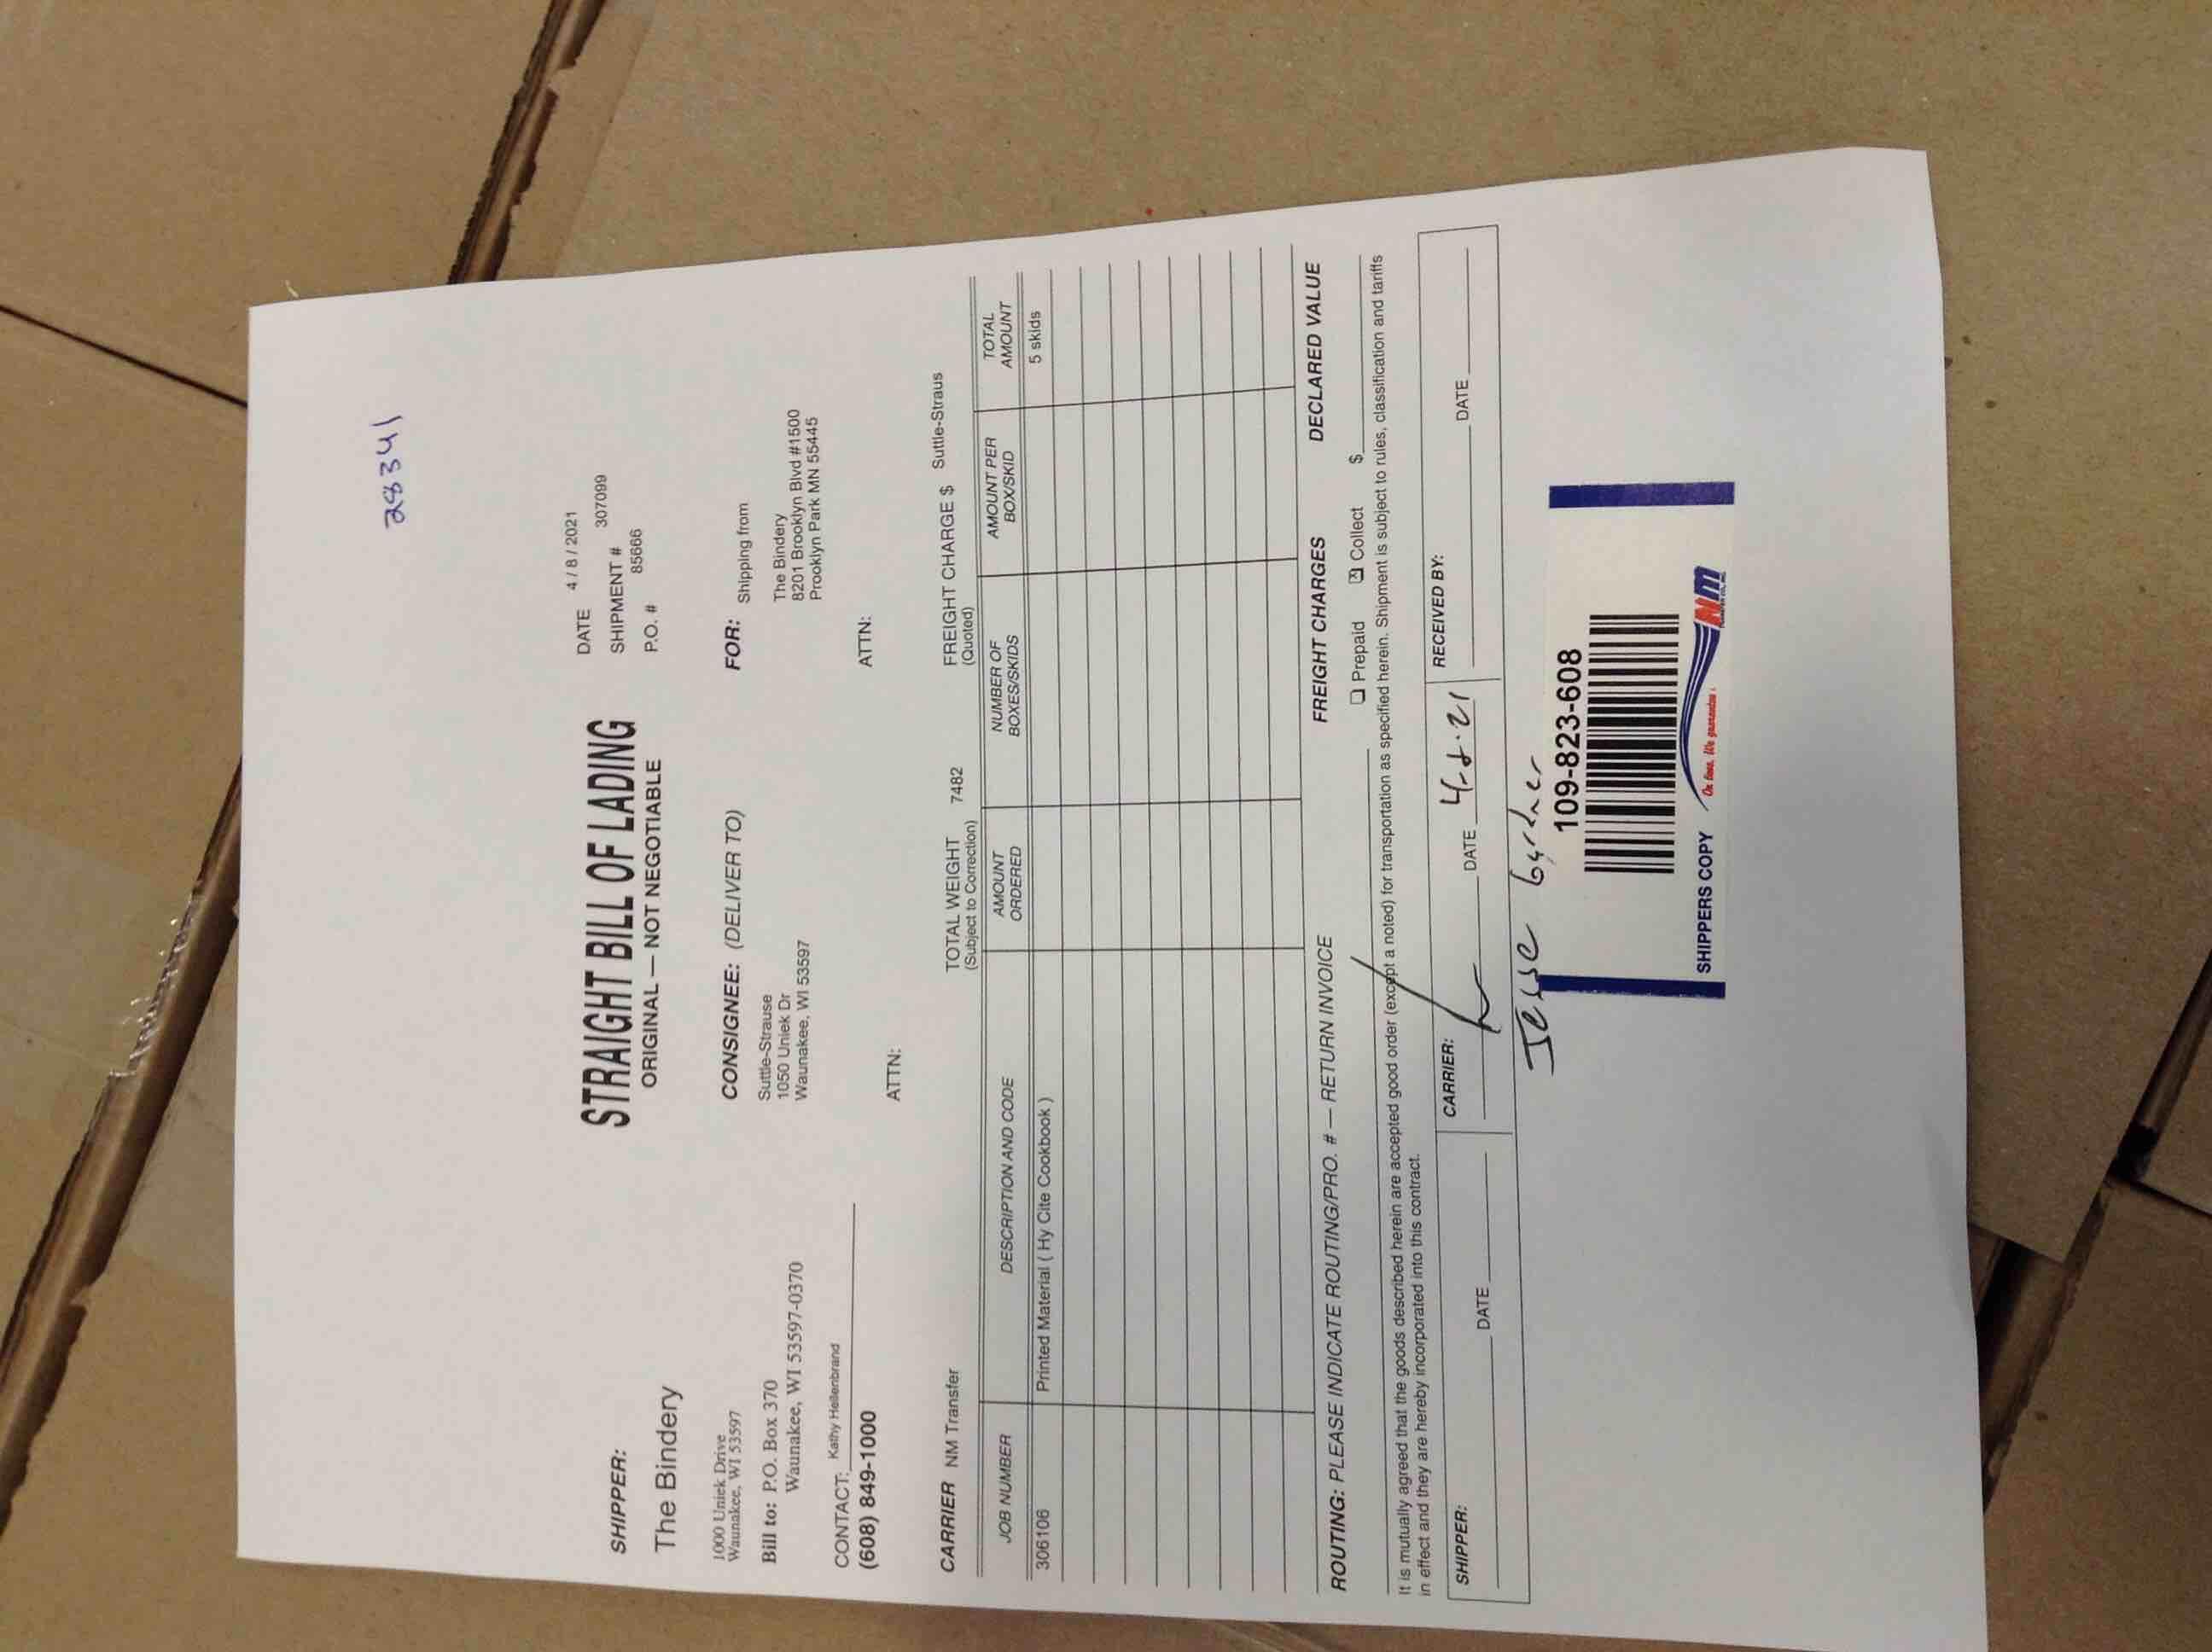 28341
STRAIGHT BILL OF LADING
ORIGINAL — NOT NEGOTIABLE
DATE 4 / 8 / 2021
SHIPMENT # 307099
P.O. # 85666
SHIPPER:
The Bindery
1000 Uniek Drive
Waunakee, WI 53597
Bill to: P.O. Box 370
Waunakee, WI 53597-0370
CONTACT: Kathy Hellenbrand
(608) 849-1000
CONSIGNEE: (DELIVER TO)
Suttle-Strause
1050 Uniek Dr
Waunakee, WI 53597
ATTN:
FOR: Shipping from
The Bindery
8201 Brooklyn Blvd #1500
Prooklyn Park MN 55445
ATTN:
CARRIER NM Transfer TOTAL WEIGHT 7482 FREIGHT CHARGE $ Suttle-Straus
(Subject to Correction) (Quoted)
JOB NUMBER DESCRIPTION AND CODE AMOUNT ORDERED NUMBER OF BOXES/SKIDS AMOUNT PER BOX/SKID TOTAL AMOUNT
306106 Printed Material ( Hy Cite Cookbook ) 5 skids
ROUTING: PLEASE INDICATE ROUTING/PRO. # — RETURN INVOICE FREIGHT CHARGES DECLARED VALUE
Prepaid Collect $
It is mutually agreed that the goods described herein are accepted good order (except a noted) for transportation as specified herein. Shipment is subject to rules, classification and tariffs
in effect and they are hereby incorporated into this contract.
SHIPPER: CARRIER: RECEIVED BY:
DATE DATE 4-8-21 DATE
Jesse
109-823-608
SHIPPERS COPY
On time, We guarantee it
NM